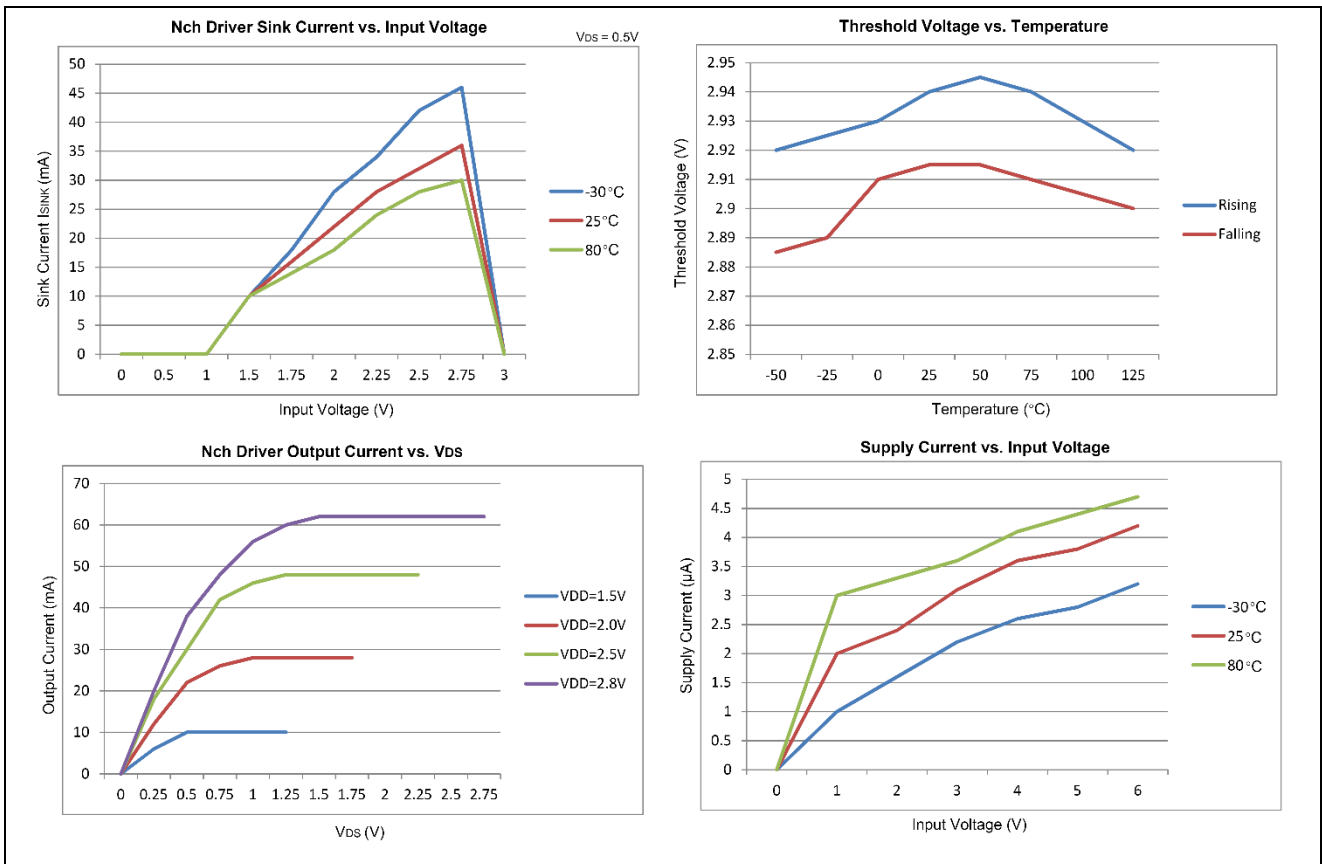 Nch Driver Sink Current vs. Input Voltage
VDS = 0.5V
50
45
40
35
30
25
20
15
10
5
0
Sink Current ISINK (mA)
0 0.5 1 1.5 1.75 2 2.25 2.5 2.75 3
Input Voltage (V)
-30°C
25°C
80°C
Threshold Voltage vs. Temperature
2.95
2.94
2.93
2.92
2.91
2.9
2.89
2.88
2.87
2.86
2.85
Threshold Voltage (V)
-50 -25 0 25 50 75 100 125
Temperature (°C)
Rising
Falling
Nch Driver Output Current vs. VDS
70
60
50
40
30
20
10
0
Output Current (mA)
0 0.25 0.5 0.75 1 1.25 1.5 1.75 2 2.25 2.5 2.75
VDS (V)
VDD=1.5V
VDD=2.0V
VDD=2.5V
VDD=2.8V
Supply Current vs. Input Voltage
5
4.5
4
3.5
3
2.5
2
1.5
1
0.5
0
Supply Current (µA)
0 1 2 3 4 5 6
Input Voltage (V)
-30°C
25°C
80°C